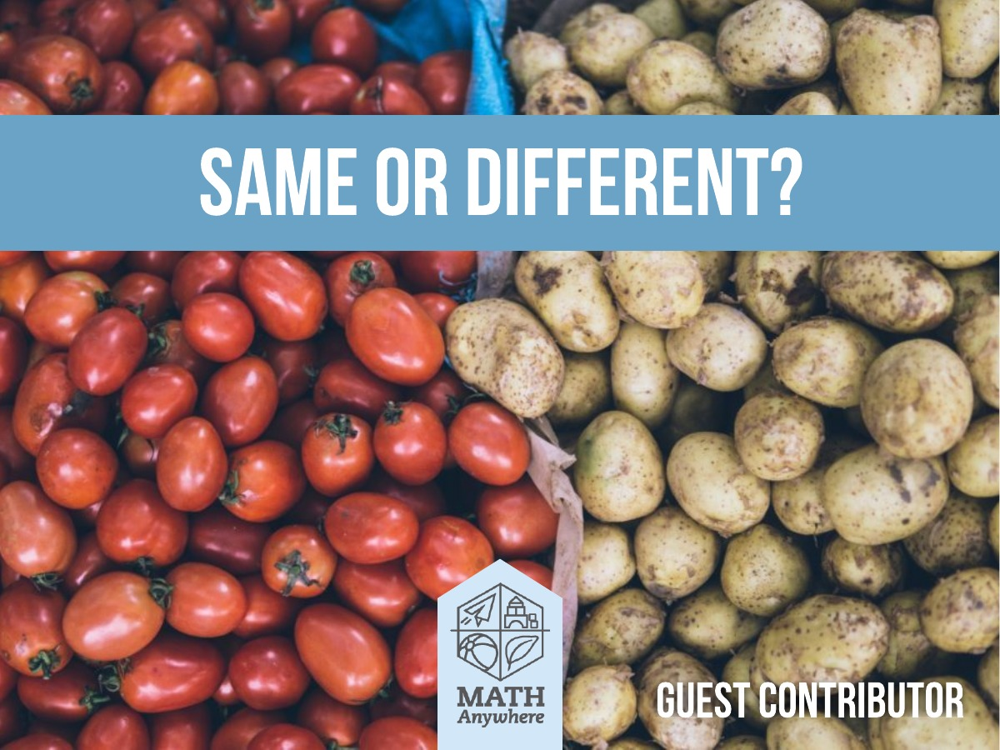 SAME OR DIFFERENT?
MATH
Anywhere
GUEST CONTRIBUTOR